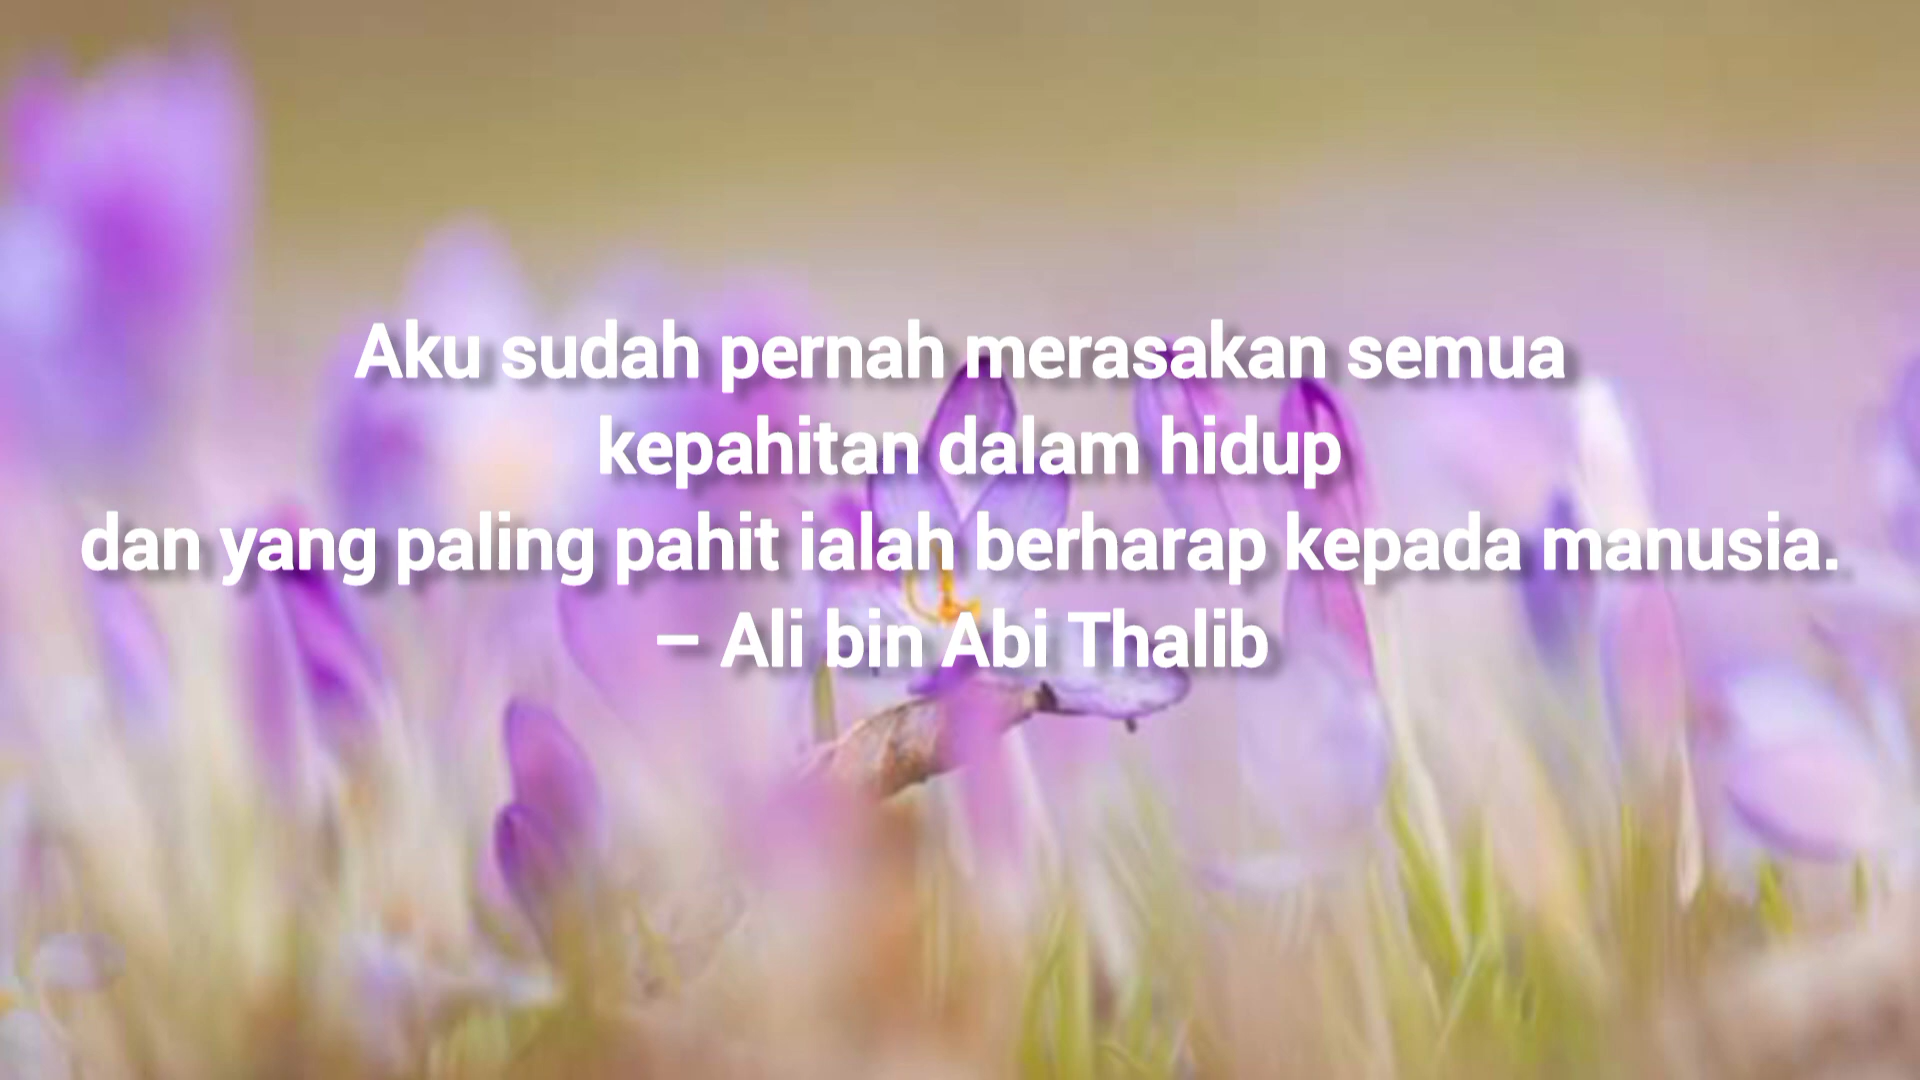 Aku sudah pernah merasakan semua
kepahitan dalam hidup
dan yang paling pahit ialah berharap kepada manusia.
– Ali bin Abi Thalib